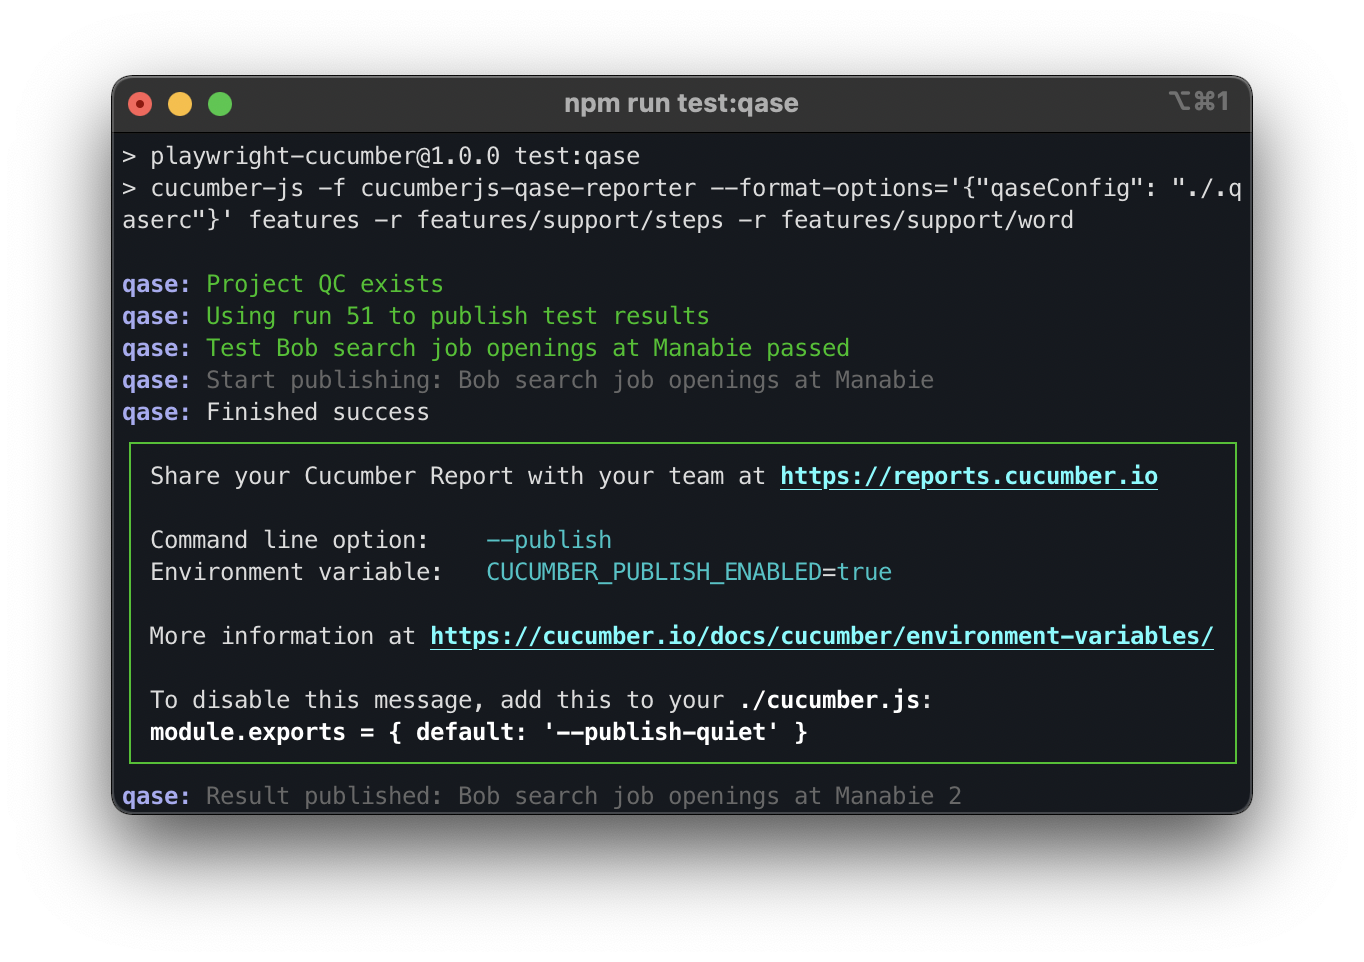 npm run test:qase
⌥⌘1
> playwright-cucumber@1.0.0 test:qase
> cucumber-js -f cucumberjs-qase-reporter --format-options='{"qaseConfig": "./.q
aserc"}' features -r features/support/steps -r features/support/word
qase: Project QC exists
qase: Using run 51 to publish test results
qase: Test Bob search job openings at Manabie passed
qase: Start publishing: Bob search job openings at Manabie
qase: Finished success
Share your Cucumber Report with your team at https://reports.cucumber.io
Command line option: --publish
Environment variable: CUCUMBER_PUBLISH_ENABLED=true
More information at https://cucumber.io/docs/cucumber/environment-variables/
To disable this message, add this to your ./cucumber.js:
module.exports = { default: '--publish-quiet' }
qase: Result published: Bob search job openings at Manabie 2